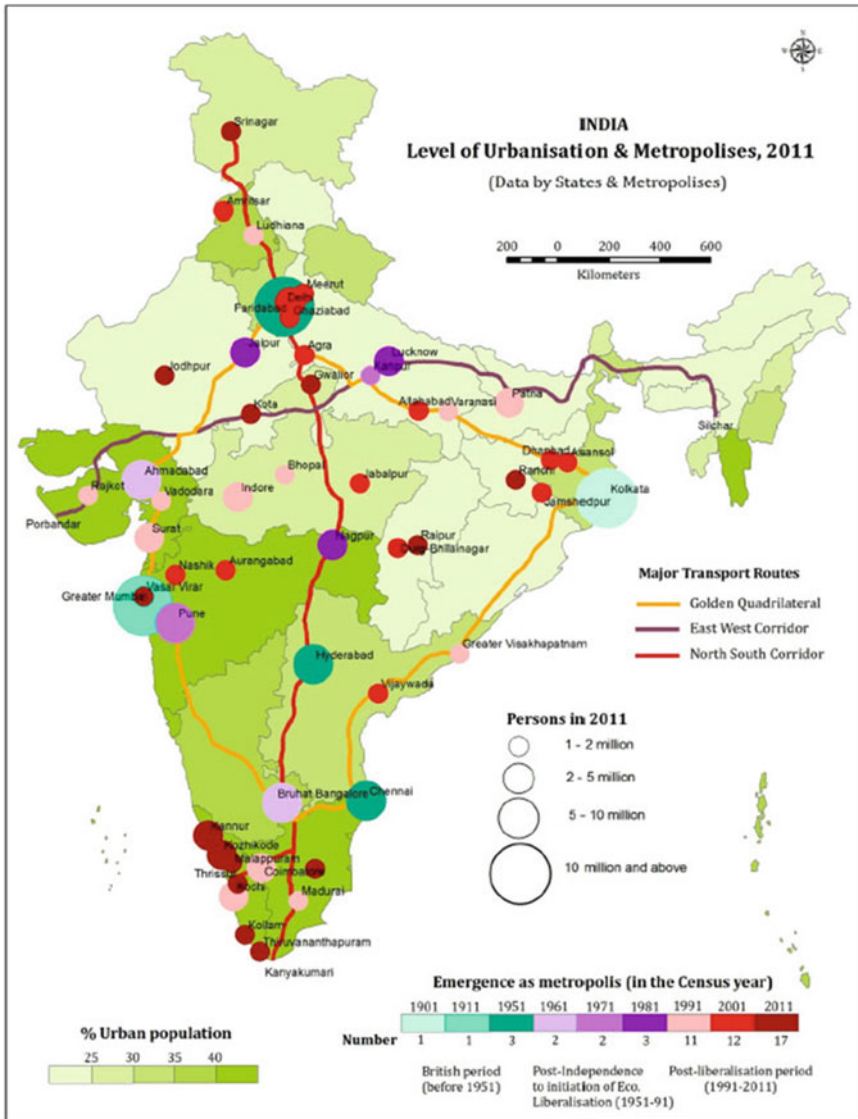 INDIA
Level of Urbanisation & Metropolises, 2011
(Data by States & Metropolises)
200 0 200 400 600
Kilometers
Srinagar
Amritsar
Ludhiana
Meerut
Delhi
Faridabad
Ghaziabad
Jaipur
Agra
Lucknow
Kanpur
Jodhpur
Gwalior
Kota
Allahabad
Varanasi
Patna
Silchar
Dhanbad
Asansol
Ranchi
Kolkata
Jamshedpur
Ahmadabad
Bhopal
Jabalpur
Rajkot
Vadodara
Indore
Porbandar
Surat
Nagpur
Raipur
Durg-Bhilainagar
Nashik
Aurangabad
Vasai Virar
Greater Mumbai
Pune
Hyderabad
Greater Visakhapatnam
Vijaywada
Bruhat Bangalore
Chennai
Kannur
Kozhikode
Malappuram
Thrissur
Coimbatore
Kochi
Madurai
Kollam
Thiruvananthapuram
Kanyakumari
Major Transport Routes
Golden Quadrilateral
East West Corridor
North South Corridor
Persons in 2011
1 - 2 million
2 - 5 million
5 - 10 million
10 million and above
Emergence as metropolis (in the Census year)
1901 1911 1951 1961 1971 1981 1991 2001 2011
Number 1 1 3 2 2 3 11 12 17
British period
(before 1951)
Post-Independence
to initiation of Eco.
Liberalisation (1951-91)
Post-liberalisation period
(1991-2011)
% Urban population
25 30 35 40